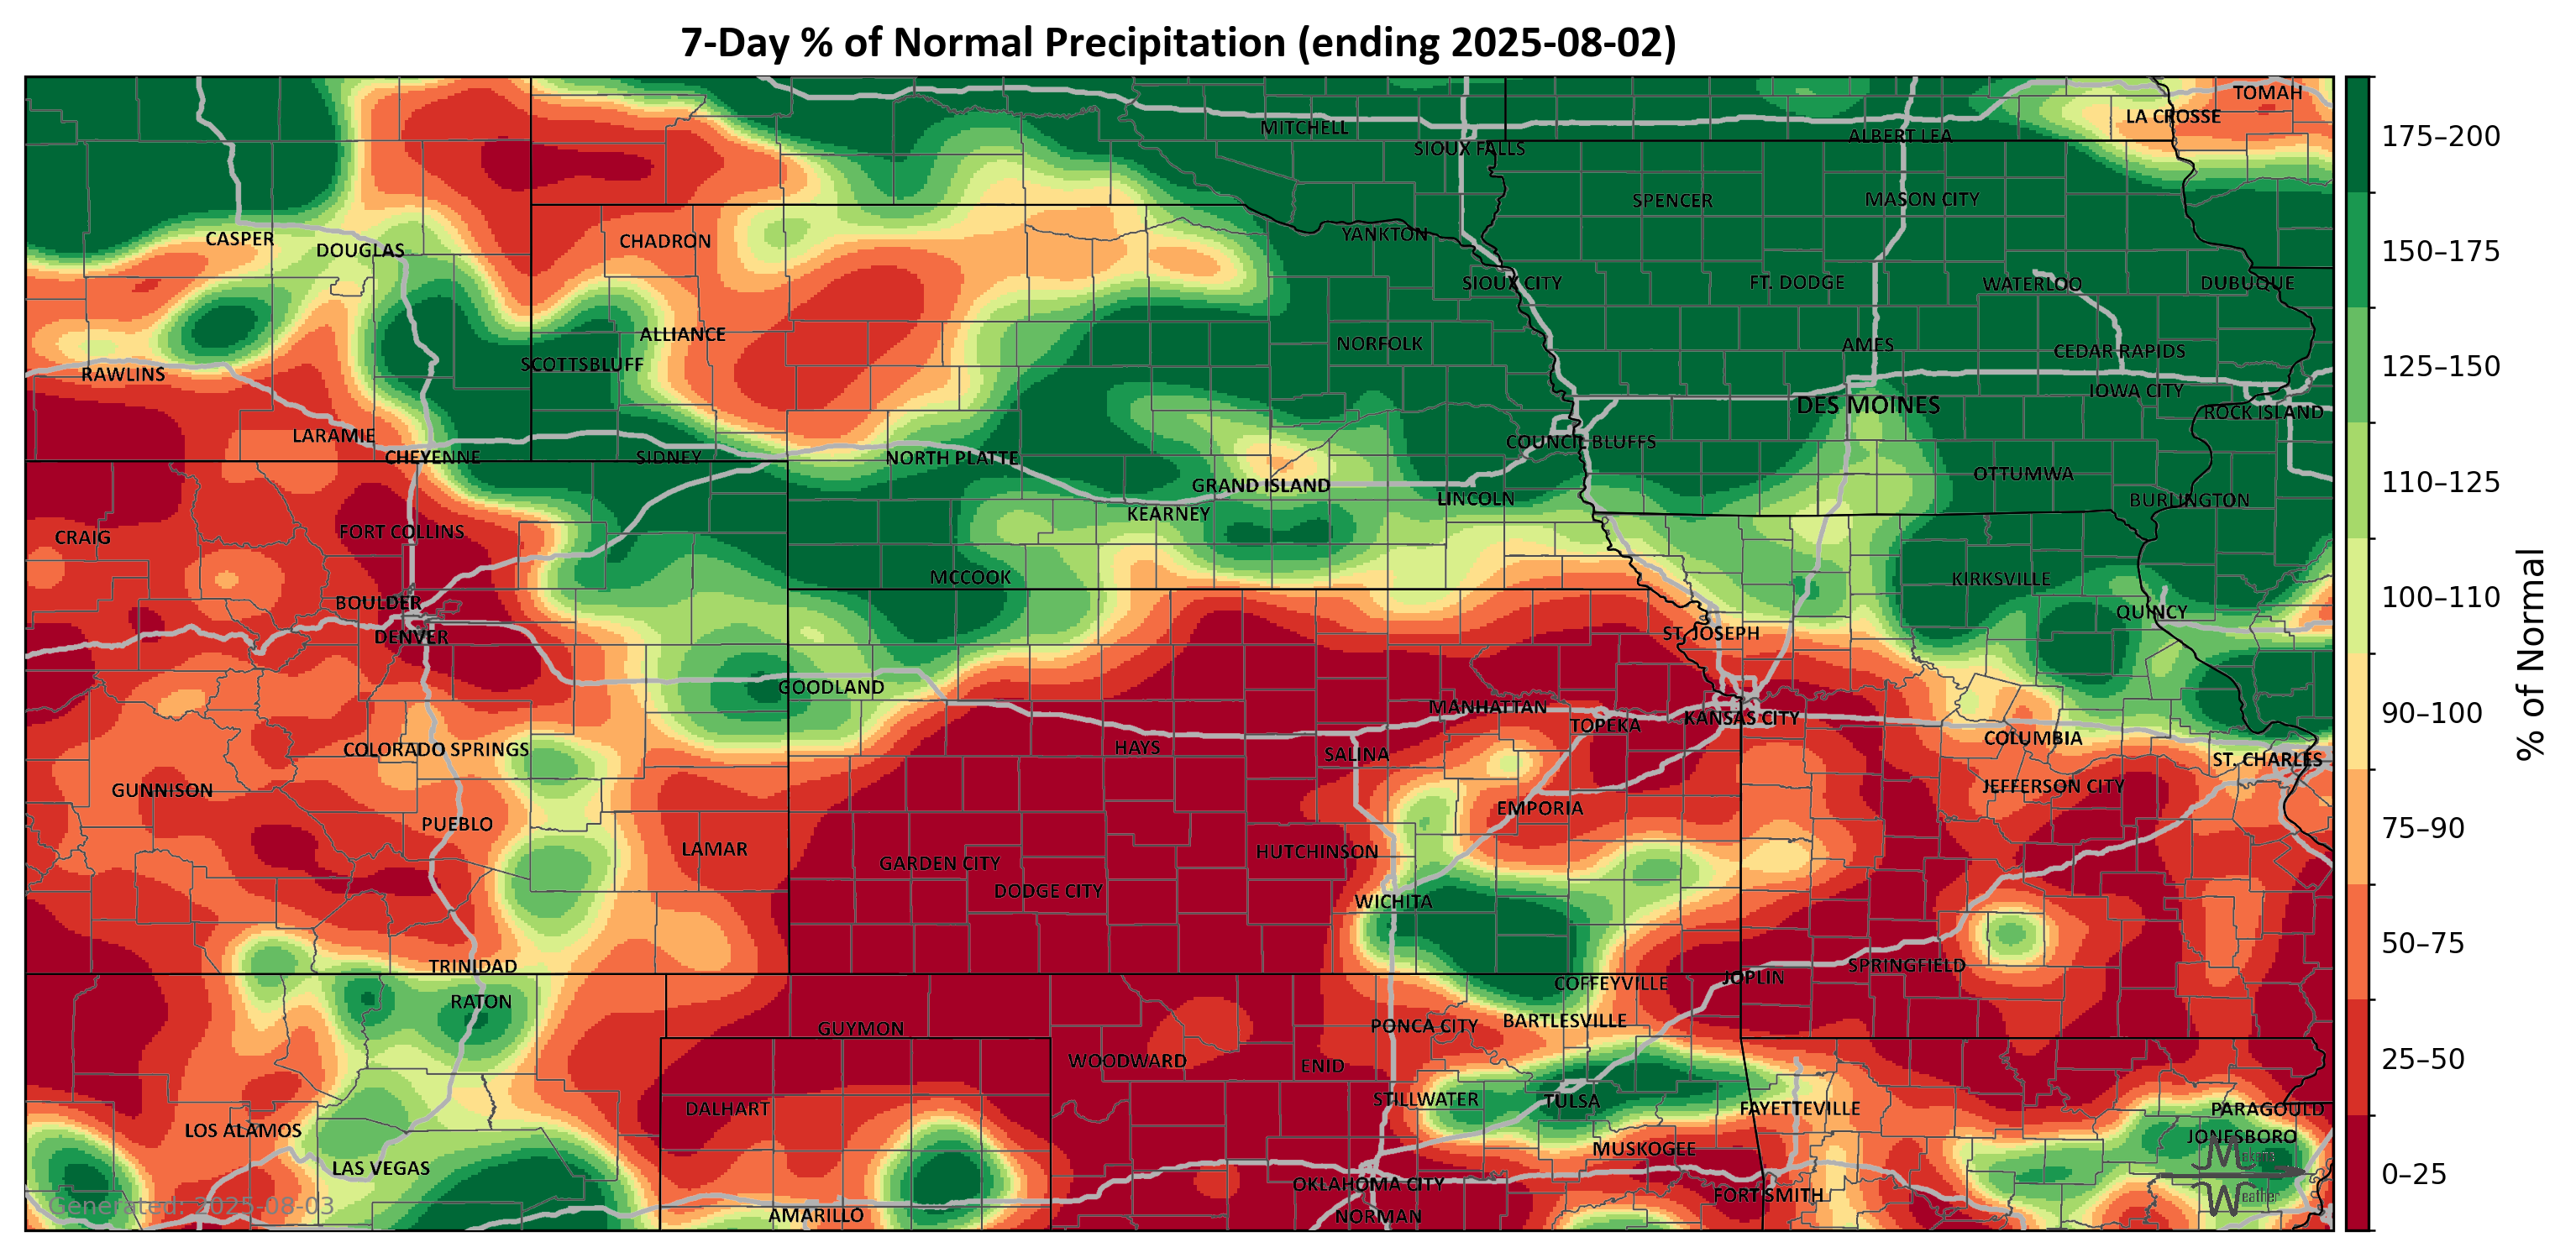 7-Day % of Normal Precipitation (ending 2025-08-02)
TOMAH
LA CROSSE
MITCHELL
ALBERT LEA
SIOUX FALLS
SPENCER
MASON CITY
YANKTON
CASPER
DOUGLAS
CHADRON
SIOUX CITY
FT. DODGE
WATERLOO
DUBUQUE
ALLIANCE
NORFOLK
AMES
CEDAR RAPIDS
SCOTTSBLUFF
RAWLINS
IOWA CITY
DES MOINES
ROCK ISLAND
LARAMIE
COUNCIL BLUFFS
CHEYENNE
SIDNEY
NORTH PLATTE
OTTUMWA
GRAND ISLAND
LINCOLN
BURLINGTON
KEARNEY
FORT COLLINS
CRAIG
MCCOOK
KIRKSVILLE
BOULDER
QUINCY
DENVER
ST. JOSEPH
GOODLAND
MANHATTAN
TOPEKA
KANSAS CITY
COLORADO SPRINGS
HAYS
SALINA
COLUMBIA
ST. CHARLES
GUNNISON
JEFFERSON CITY
EMPORIA
PUEBLO
LAMAR
HUTCHINSON
GARDEN CITY
DODGE CITY
WICHITA
TRINIDAD
SPRINGFIELD
JOPLIN
COFFEYVILLE
RATON
GUYMON
PONCA CITY
BARTLESVILLE
WOODWARD
ENID
DALHART
STILLWATER
TULSA
FAYETTEVILLE
PARAGOULD
LOS ALAMOS
JONESBORO
MUSKOGEE
LAS VEGAS
OKLAHOMA CITY
FORT SMITH
AMARILLO
NORMAN
Generated: 2025-08-03
Weather
175–200
150–175
125–150
110–125
100–110
90–100
75–90
50–75
25–50
0–25
% of Normal